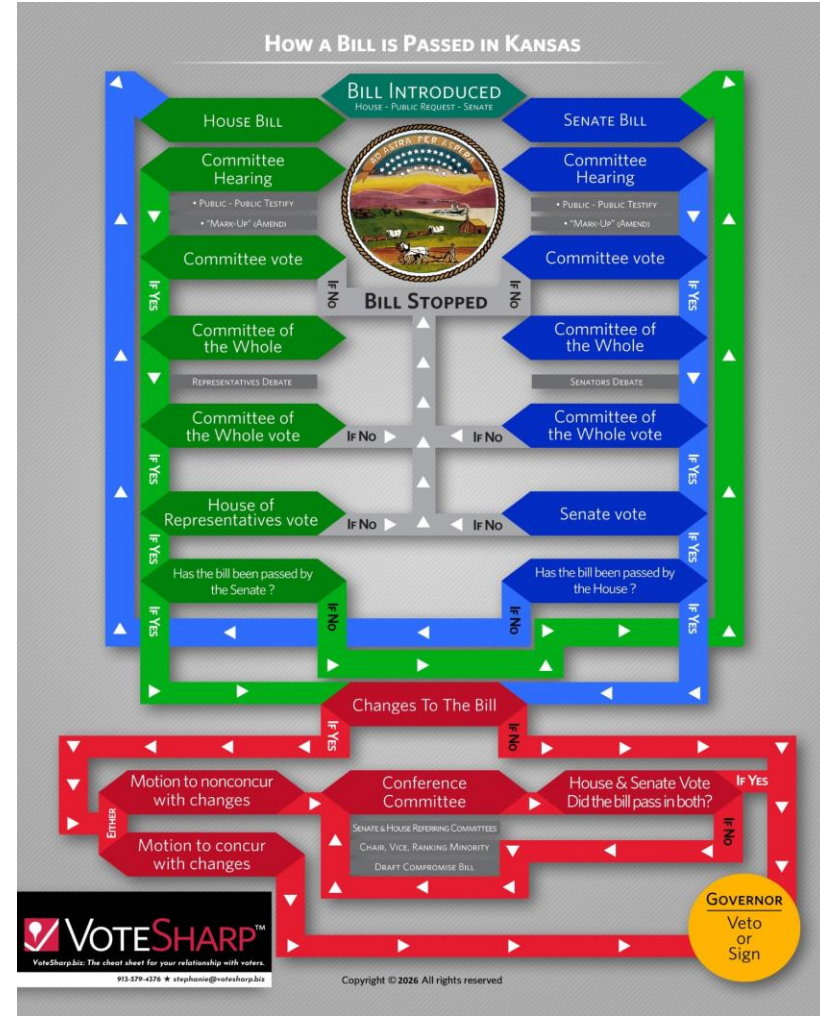 How a Bill is Passed in Kansas
Bill Introduced
House - Public Request - Senate
House Bill
Senate Bill
AD ASTRA PER ASPERA
Committee
Hearing
• Public - Public Testify
• "Mark-Up" (Amend)
Committee
Hearing
• Public - Public Testify
• "Mark-Up" (Amend)
Committee vote
If No
Bill Stopped
If No
Committee vote
If Yes
If Yes
Committee of
the Whole
Representatives Debate
Committee of
the Whole
Senators Debate
Committee of
the Whole vote
If No
If No
Committee of
the Whole vote
If Yes
If Yes
House of
Representatives vote
If No
If No
Senate vote
If Yes
If Yes
Has the bill been passed by
the Senate ?
Has the bill been passed by
the House ?
If Yes
If No
If No
If Yes
Changes To The Bill
If Yes
If No
Either
Motion to nonconcur
with changes
Conference
Committee
House & Senate Vote
Did the bill pass in both?
If Yes
If No
Senate & House Referring Committees
Chair, Vice, Ranking Minority
Draft Compromise Bill
Motion to concur
with changes
Governor
Veto
or
Sign
VoteSharp™
VoteSharp.biz: The cheat sheet for your relationship with voters.
913-579-4376 ★ stephanie@votesharp.biz
Copyright © 2026 All rights reserved